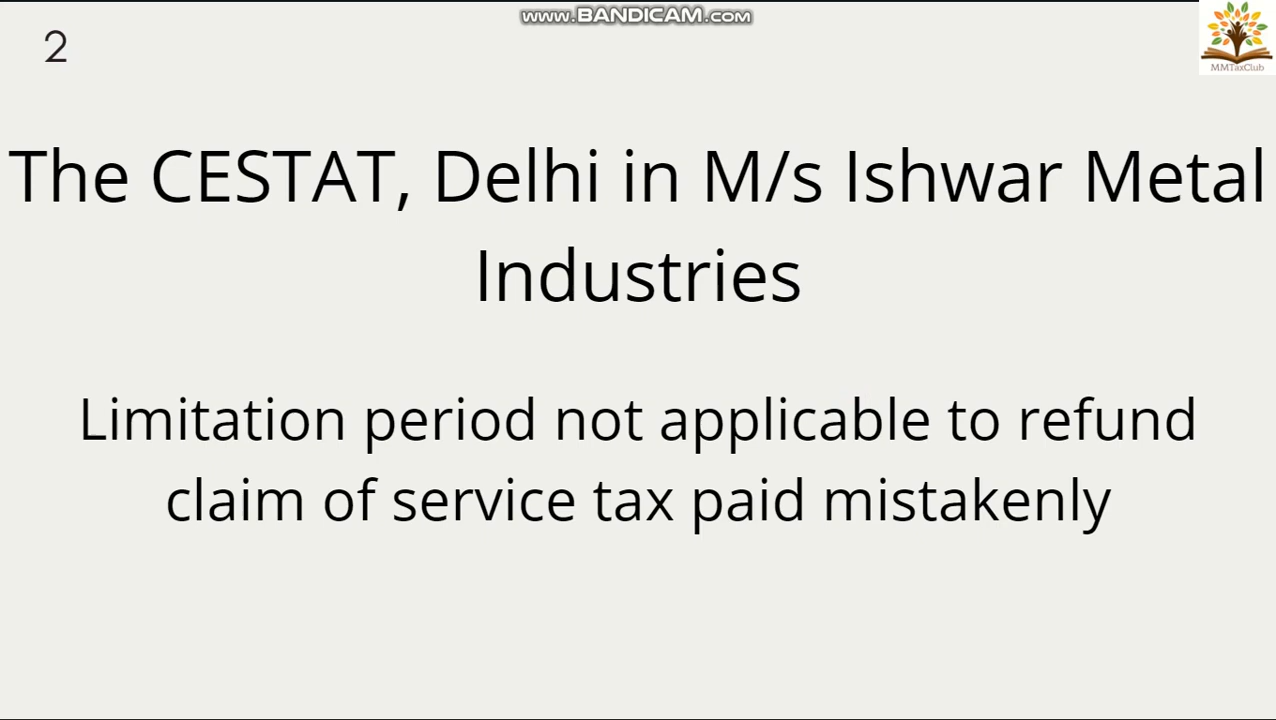 www.BANDICAM.com
2
MMTaxClub
The CESTAT, Delhi in M/s Ishwar Metal
Industries
Limitation period not applicable to refund
claim of service tax paid mistakenly